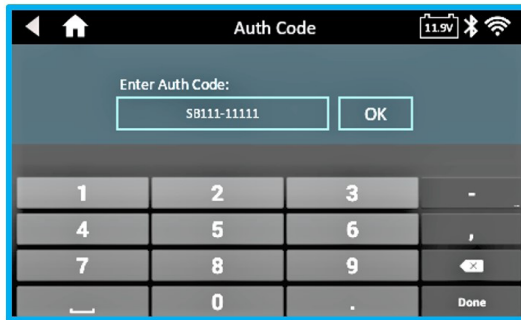 Auth Code
11.9V
Enter Auth Code:
SB111-11111
OK
1 2 3 -
4 5 6 ,
7 8 9
0 . Done